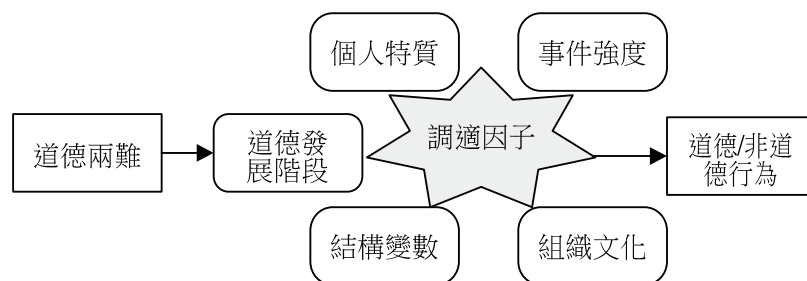 個人特質
事件強度
道德兩難
道德發
展階段
調適因子
道德/非道
德行為
結構變數
組織文化